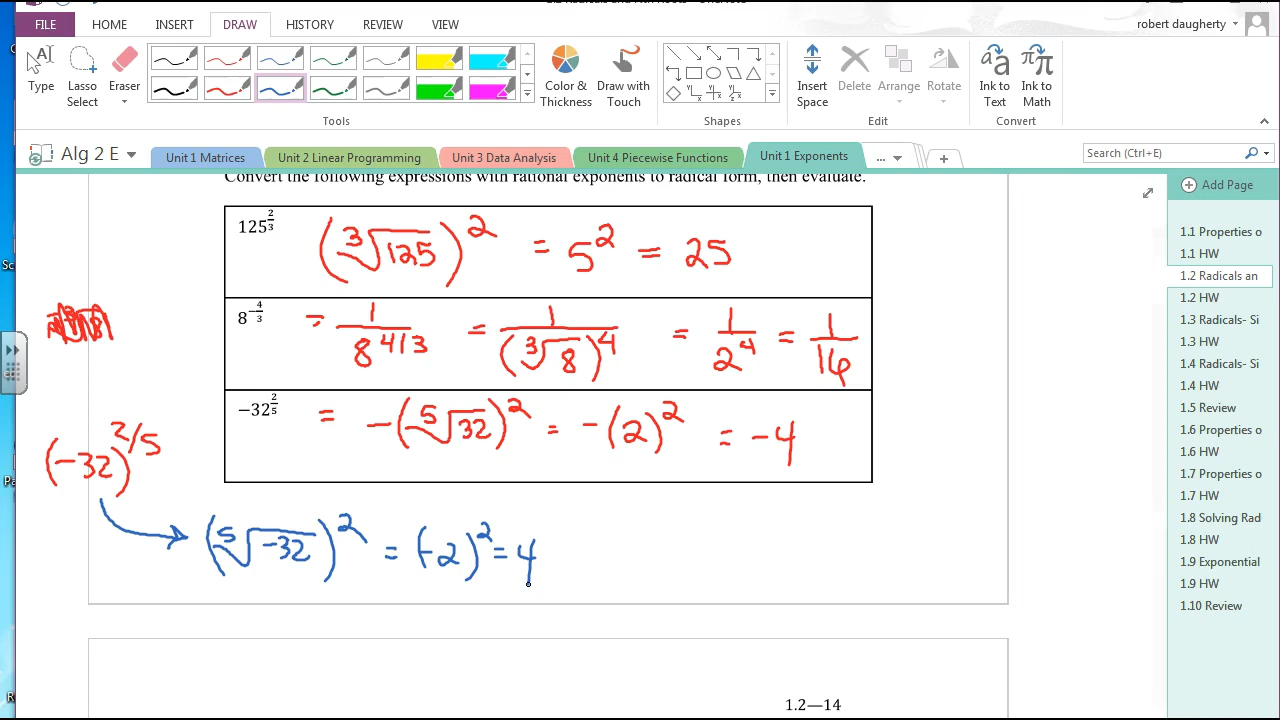 FILE HOME INSERT DRAW HISTORY REVIEW VIEW robert daugherty
Type Lasso Select Eraser Color & Thickness Draw with Touch Insert Space Delete Arrange Rotate Ink to Text Ink to Math
Tools Shapes Edit Convert
Alg 2 E Unit 1 Matrices Unit 2 Linear Programming Unit 3 Data Analysis Unit 4 Piecewise Functions Unit 1 Exponents ... Search (Ctrl+E)
Convert the following expressions with rational exponents to radical form, then evaluate.
125^(2/3) (∛125)^2 = 5^2 = 25
8^(-4/3) = 1/8^(4/3) = 1/(∛8)^4 = 1/2^4 = 1/16
−32^(2/5) = −(⁵√32)^2 = −(2)^2 = −4
(−32)^(2/5)
(⁵√−32)^2 = (−2)^2 = 4
1.2—14
Add Page
1.1 Properties o
1.1 HW
1.2 Radicals an
1.2 HW
1.3 Radicals- Si
1.3 HW
1.4 Radicals- Si
1.4 HW
1.5 Review
1.6 Properties o
1.6 HW
1.7 Properties o
1.7 HW
1.8 Solving Rad
1.8 HW
1.9 Exponential
1.9 HW
1.10 Review